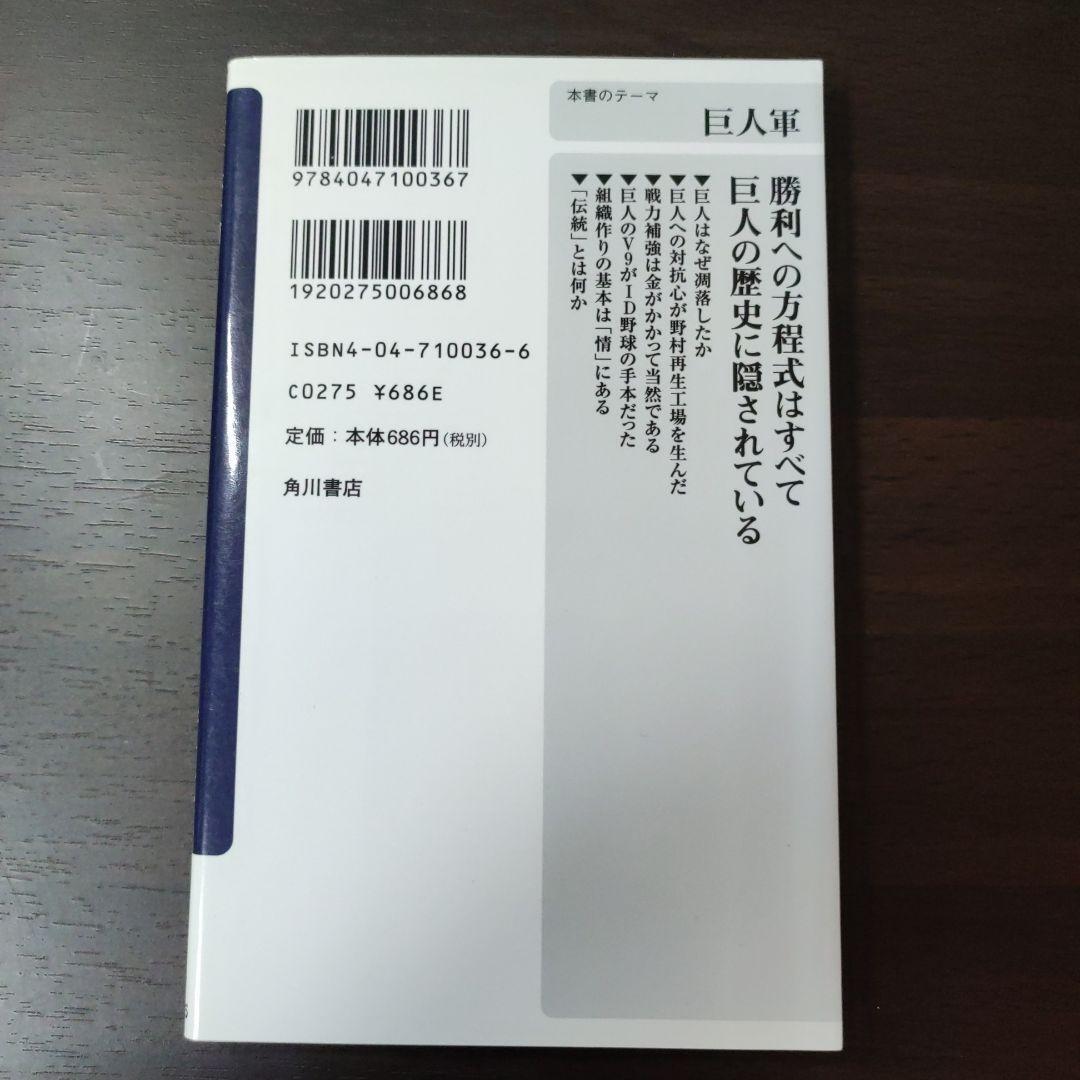 本書のテーマ
巨人軍
勝利への方程式はすべて
巨人の歴史に隠されている
▼巨人はなぜ凋落したか
▼巨人への対抗心が野村再生工場を生んだ
▼戦力補強は金がかかって当然である
▼巨人のV9がID野球の手本だった
▼組織作りの基本は「情」にある
▼「伝統」とは何か
9784047100367
1920275006868
ISBN4-04-710036-6
C0275 ¥686E
定価：本体686円（税別）
角川書店